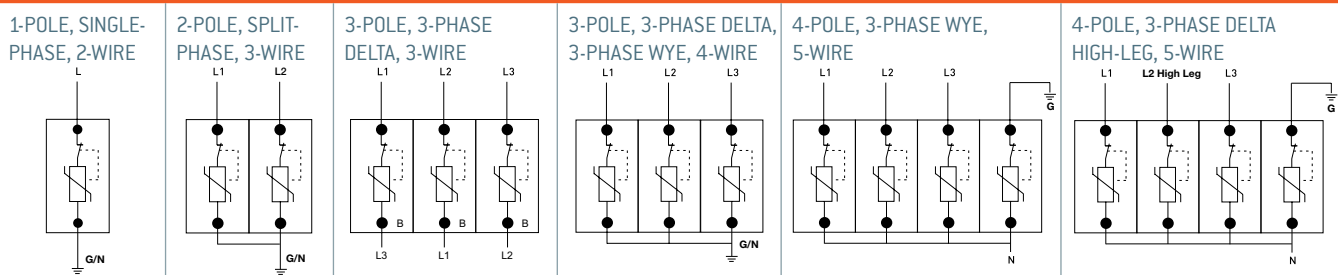 1-POLE, SINGLE-
PHASE, 2-WIRE
L
G/N
2-POLE, SPLIT-
PHASE, 3-WIRE
L1 L2
G/N
3-POLE, 3-PHASE
DELTA, 3-WIRE
L1 L2 L3
B B B
L3 L1 L2
3-POLE, 3-PHASE DELTA,
3-PHASE WYE, 4-WIRE
L1 L2 L3
G/N
4-POLE, 3-PHASE WYE,
5-WIRE
L1 L2 L3
G
N
4-POLE, 3-PHASE DELTA
HIGH-LEG, 5-WIRE
L1 L2 High Leg L3
G
N